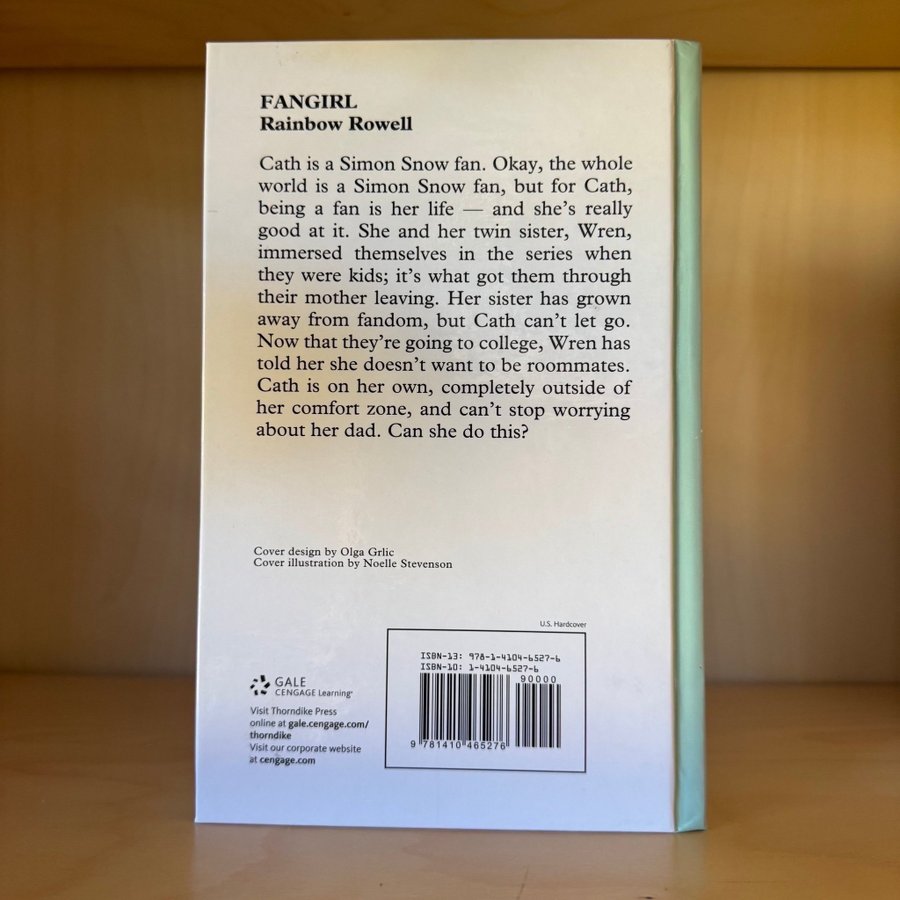 FANGIRL
Rainbow Rowell
Cath is a Simon Snow fan. Okay, the whole
world is a Simon Snow fan, but for Cath,
being a fan is her life — and she's really
good at it. She and her twin sister, Wren,
immersed themselves in the series when
they were kids; it's what got them through
their mother leaving. Her sister has grown
away from fandom, but Cath can't let go.
Now that they're going to college, Wren has
told her she doesn't want to be roommates.
Cath is on her own, completely outside of
her comfort zone, and can't stop worrying
about her dad. Can she do this?
Cover design by Olga Grlic
Cover illustration by Noelle Stevenson
GALE
CENGAGE Learning®
Visit Thorndike Press
online at gale.cengage.com/
thorndike
Visit our corporate website
at cengage.com
U.S. Hardcover
ISBN-13: 978-1-4104-6527-6
ISBN-10: 1-4104-6527-6
90000
9 781410 465276